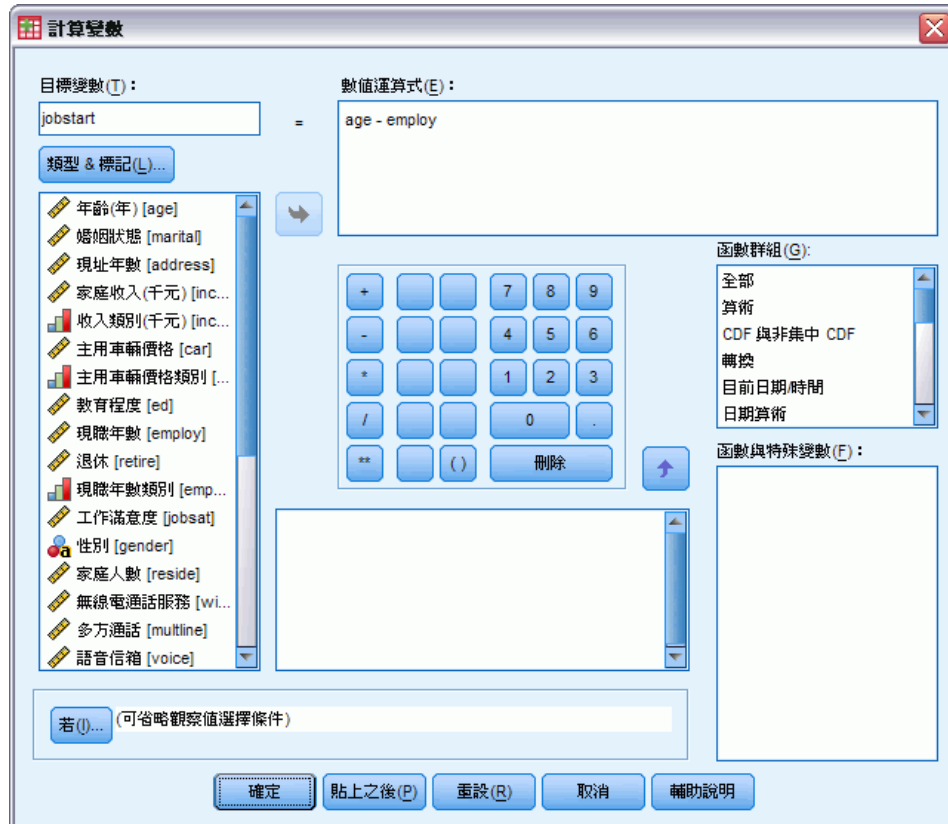 計算變數
目標變數(T)：
數值運算式(E)：
jobstart
=
age - employ
類型 & 標記(L)...
年齡(年) [age]
婚姻狀態 [marital]
現址年數 [address]
家庭收入(千元) [inc...
收入類別(千元) [inc...
主用車輛價格 [car]
主用車輛價格類別 [...
教育程度 [ed]
現職年數 [employ]
退休 [retire]
現職年數類別 [emp...
工作滿意度 [jobsat]
性別 [gender]
家庭人數 [reside]
無線電通話服務 [wi...
多方通話 [multline]
語音信箱 [voice]
+ 7 8 9
- 4 5 6
* 1 2 3
/ 0 .
** ( ) 刪除
函數群組(G):
全部
算術
CDF 與非集中 CDF
轉換
目前日期/時間
日期算術
函數與特殊變數(F)：
若(I)... (可省略觀察值選擇條件)
確定 貼上之後(P) 重設(R) 取消 輔助說明